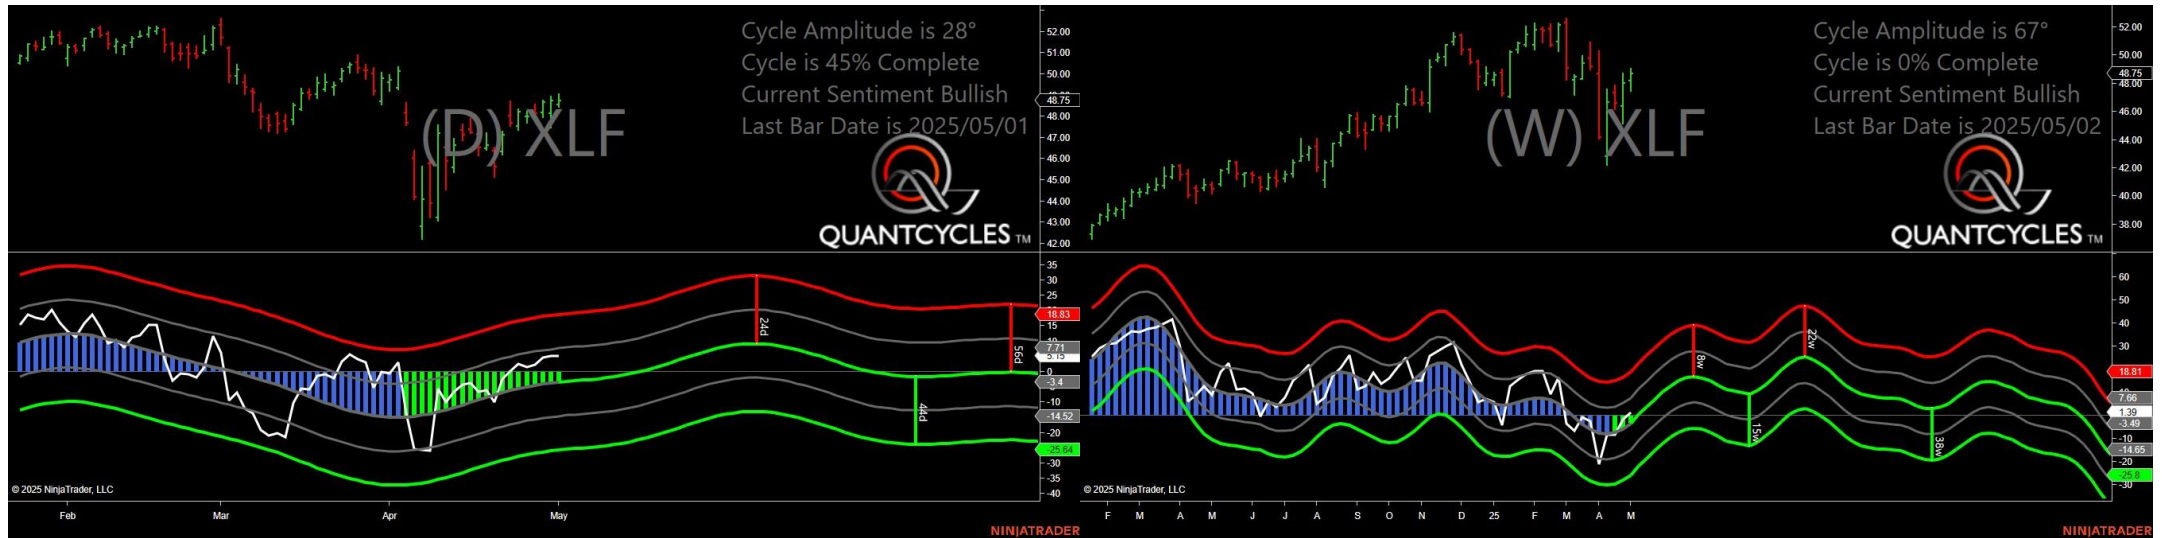 Cycle Amplitude is 28°
Cycle is 45% Complete
Current Sentiment Bullish
Last Bar Date is 2025/05/01
(D) XLF
QUANTCYCLES TM
52.00
51.00
50.00
48.75
48.00
47.00
46.00
45.00
44.00
43.00
42.00
35
30
25
18.83
15
7.71
5.15
0
-3.4
-10
-14.52
-20
-25.64
-30
-35
-40
24d
44d
56d
© 2025 NinjaTrader, LLC
Feb Mar Apr May
NINJATRADER
Cycle Amplitude is 67°
Cycle is 0% Complete
Current Sentiment Bullish
Last Bar Date is 2025/05/02
(W) XLF
QUANTCYCLES TM
52.00
50.00
48.75
46.00
44.00
42.00
40.00
38.00
60
50
40
30
18.81
7.66
1.39
-3.49
-10
-14.65
-20
-25.8
-30
8w
15w
22w
38w
© 2025 NinjaTrader, LLC
F M A M J J A S O N D 25 F M A M
NINJATRADER